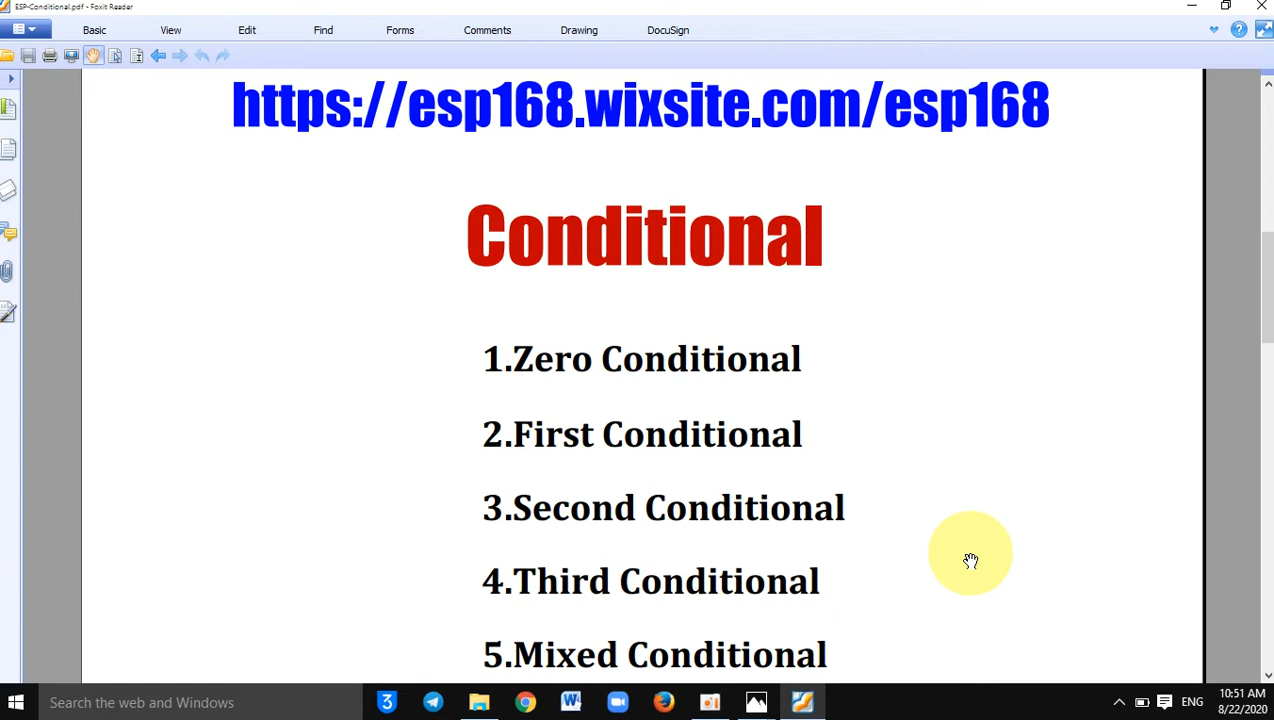 ESP-Conditional.pdf - Foxit Reader
Basic View Edit Find Forms Comments Drawing DocuSign
https://esp168.wixsite.com/esp168
Conditional
1.Zero Conditional
2.First Conditional
3.Second Conditional
4.Third Conditional
5.Mixed Conditional
Search the web and Windows
3
ENG
10:51 AM
8/22/2020